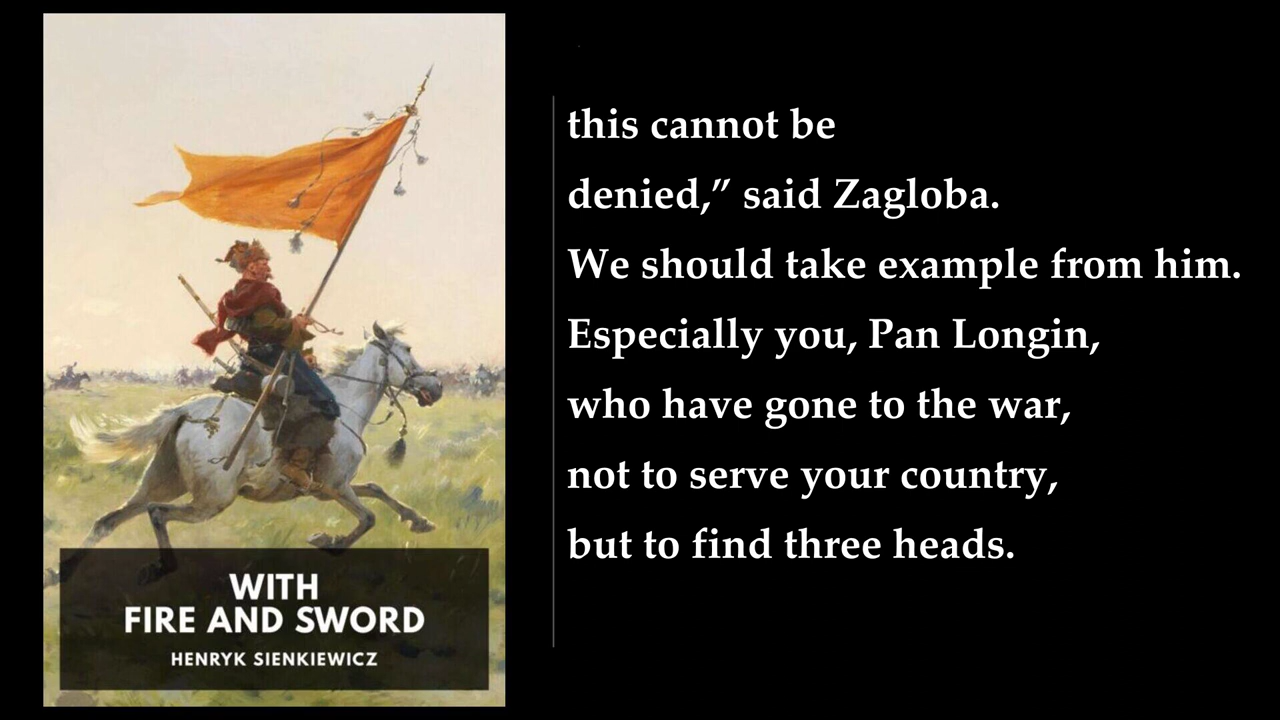 WITH
FIRE AND SWORD
HENRYK SIENKIEWICZ
this cannot be
denied,” said Zagloba.
We should take example from him.
Especially you, Pan Longin,
who have gone to the war,
not to serve your country,
but to find three heads.